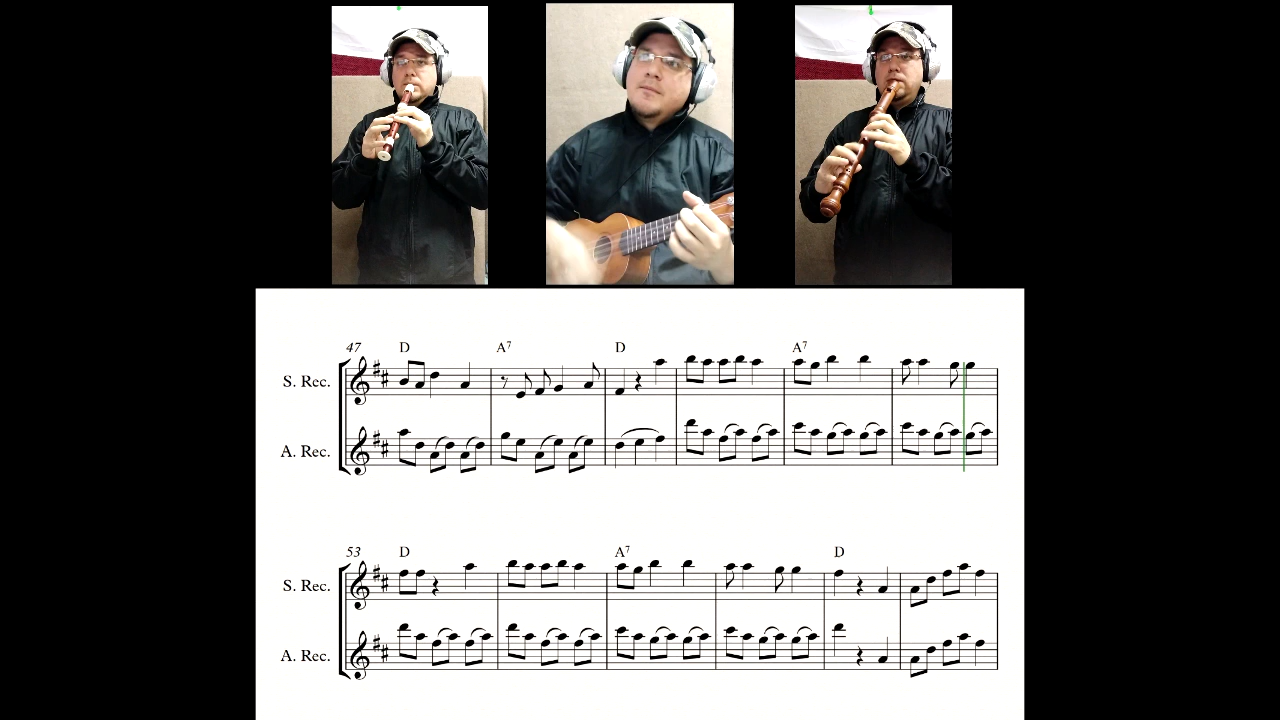 47 D A7 D A7
S. Rec.
A. Rec.
53 D A7 D
S. Rec.
A. Rec.